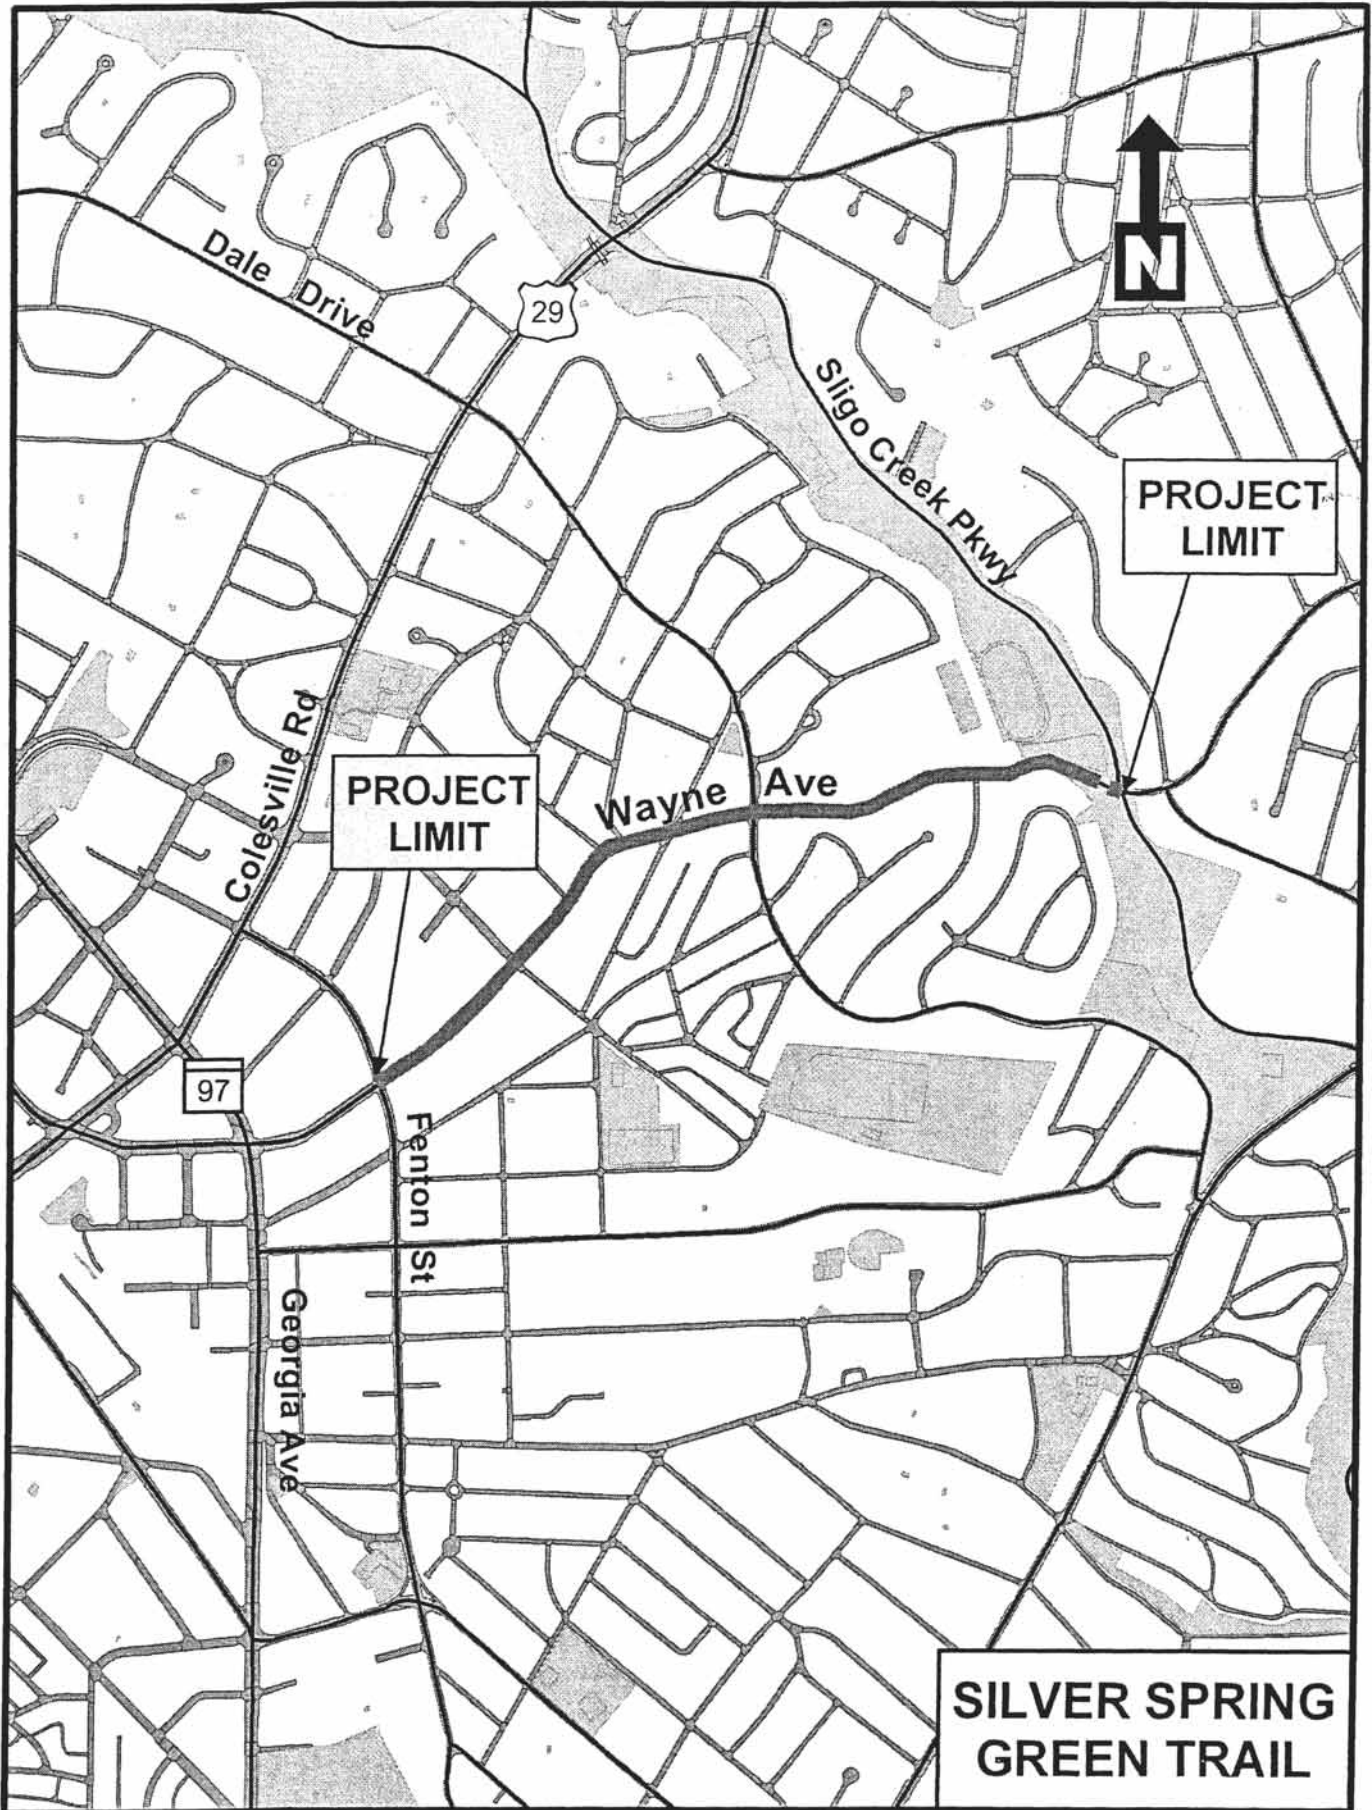 Dale Drive
29
Sligo Creek Pkwy
PROJECT
LIMIT
Colesville Rd
PROJECT
LIMIT
Wayne Ave
97
Fenton St
Georgia Ave
N
SILVER SPRING
GREEN TRAIL